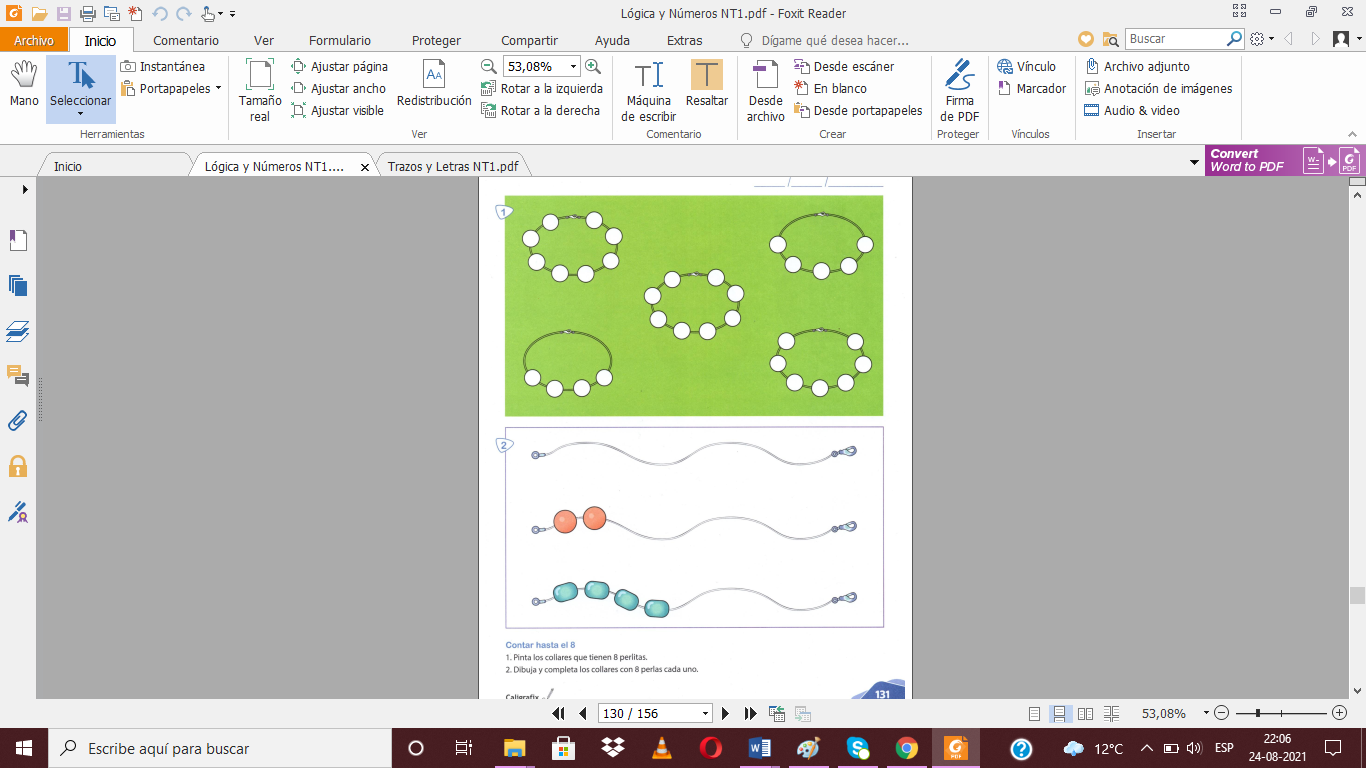 Lógica y Números NT1.pdf - Foxit Reader
Archivo Inicio Comentario Ver Formulario Proteger Compartir Ayuda Extras Dígame qué desea hacer... Buscar
Mano
Seleccionar
Instantánea
Portapapeles
Herramientas
Tamaño real
Ajustar página
Ajustar ancho
Ajustar visible
Redistribución
53,08%
Rotar a la izquierda
Rotar a la derecha
Ver
Máquina de escribir
Resaltar
Comentario
Desde archivo
Desde escáner
En blanco
Desde portapapeles
Crear
Firma de PDF
Proteger
Vínculo
Marcador
Vínculos
Archivo adjunto
Anotación de imágenes
Audio & video
Insertar
Inicio Lógica y Números NT1.... Trazos y Letras NT1.pdf
Convert
Word to PDF
1
2
Contar hasta el 8
1. Pinta los collares que tienen 8 perlitas.
2. Dibuja y completa los collares con 8 perlas cada uno.
Caligrafix
131
130 / 156
53,08%
Escribe aquí para buscar
12°C
ESP
22:06
24-08-2021